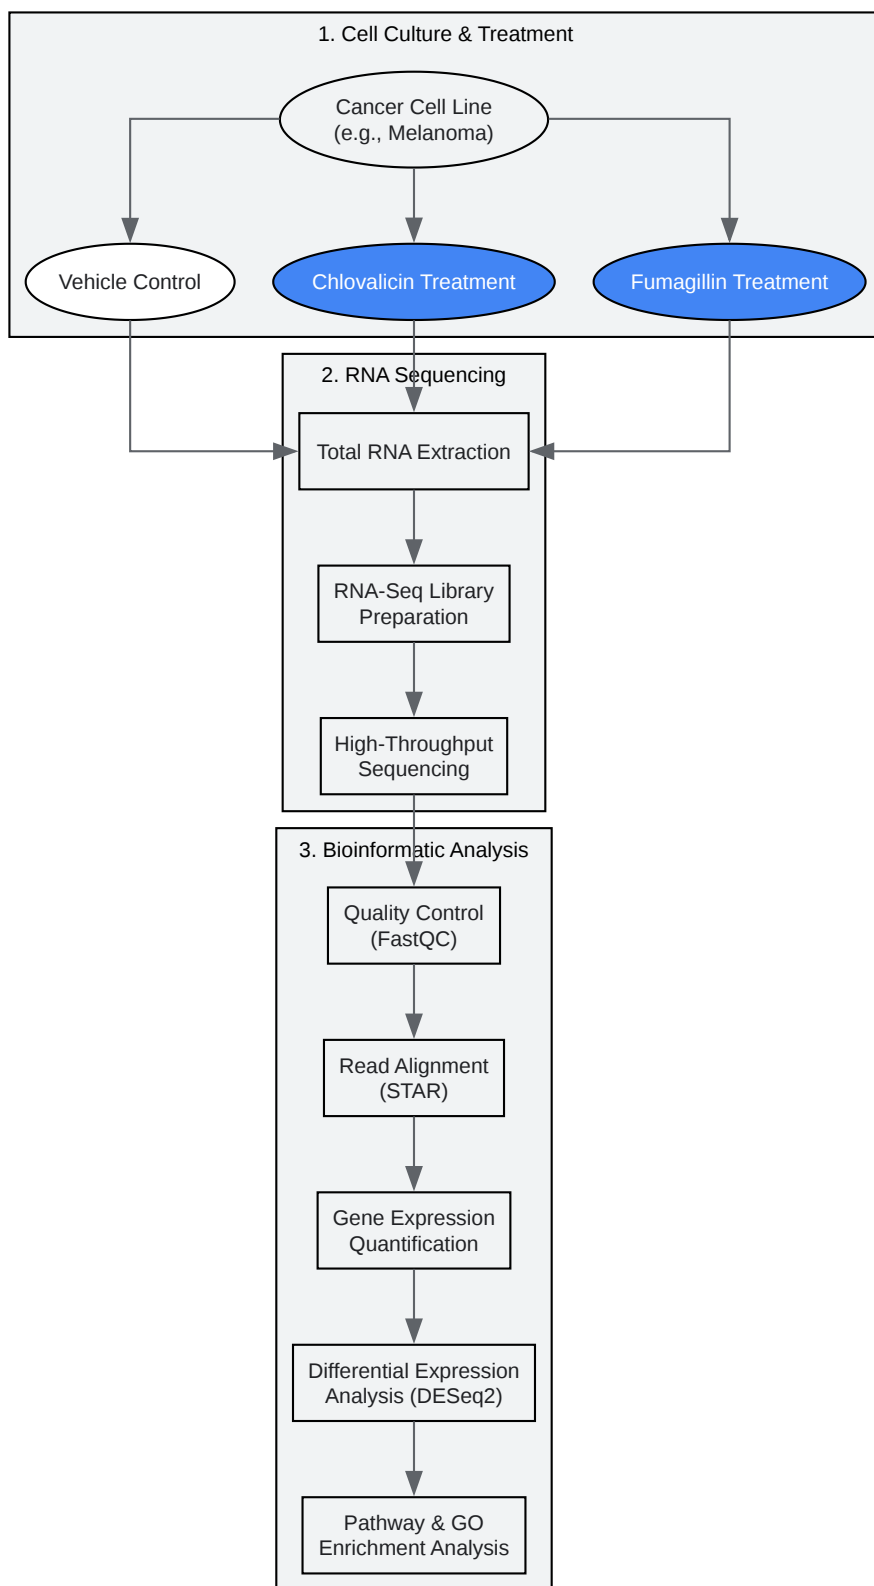 1. Cell Culture & Treatment
Cancer Cell Line
(e.g., Melanoma)
Vehicle Control
Chlovalicin Treatment
Fumagillin Treatment
2. RNA Sequencing
Total RNA Extraction
RNA-Seq Library
Preparation
High-Throughput
Sequencing
3. Bioinformatic Analysis
Quality Control
(FastQC)
Read Alignment
(STAR)
Gene Expression
Quantification
Differential Expression
Analysis (DESeq2)
Pathway & GO
Enrichment Analysis